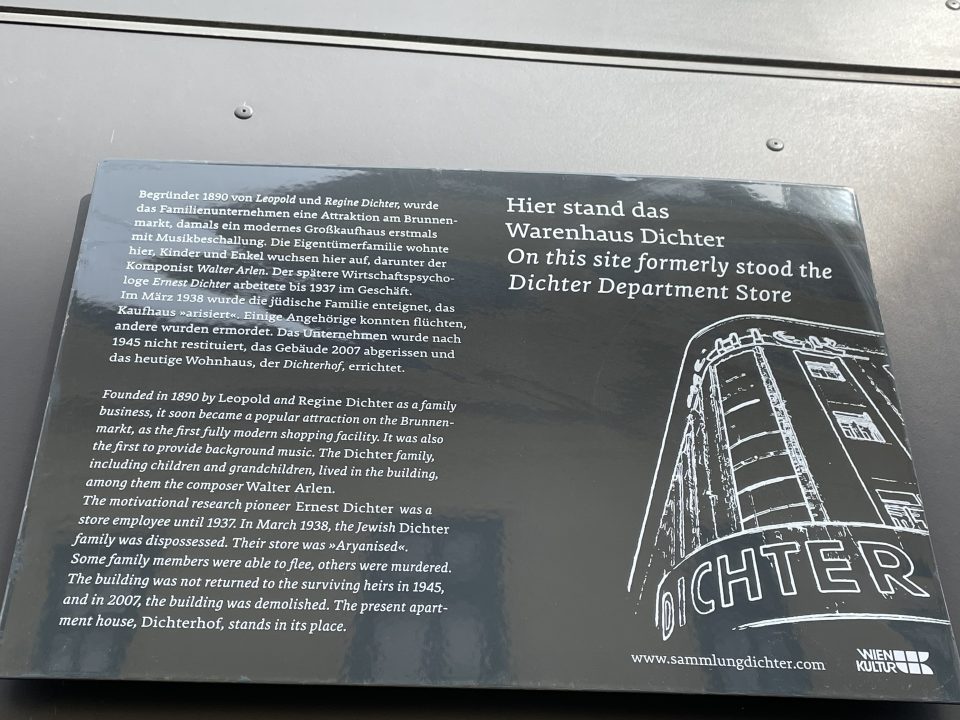 Begründet 1890 von Leopold und Regine Dichter, wurde
das Familienunternehmen eine Attraktion am Brunnen-
markt, damals ein modernes Großkaufhaus erstmals
mit Musikbeschallung. Die Eigentümerfamilie wohnte
hier, Kinder und Enkel wuchsen hier auf, darunter der
Komponist Walter Arlen. Der spätere Wirtschaftspsycho-
loge Ernest Dichter arbeitete bis 1937 im Geschäft.
Im März 1938 wurde die jüdische Familie enteignet, das
Kaufhaus »arisiert«. Einige Angehörige konnten flüchten,
andere wurden ermordet. Das Unternehmen wurde nach
1945 nicht restituiert, das Gebäude 2007 abgerissen und
das heutige Wohnhaus, der Dichterhof, errichtet.
Founded in 1890 by Leopold and Regine Dichter as a family
business, it soon became a popular attraction on the Brunnen-
markt, as the first fully modern shopping facility. It was also
the first to provide background music. The Dichter family,
including children and grandchildren, lived in the building,
among them the composer Walter Arlen.
The motivational research pioneer Ernest Dichter was a
store employee until 1937. In March 1938, the Jewish Dichter
family was dispossessed. Their store was »Aryanised«.
Some family members were able to flee, others were murdered.
The building was not returned to the surviving heirs in 1945,
and in 2007, the building was demolished. The present apart-
ment house, Dichterhof, stands in its place.
Hier stand das
Warenhaus Dichter
On this site formerly stood the
Dichter Department Store
DICHTER
DICHTER
www.sammlungdichter.com
WIEN
KULTUR